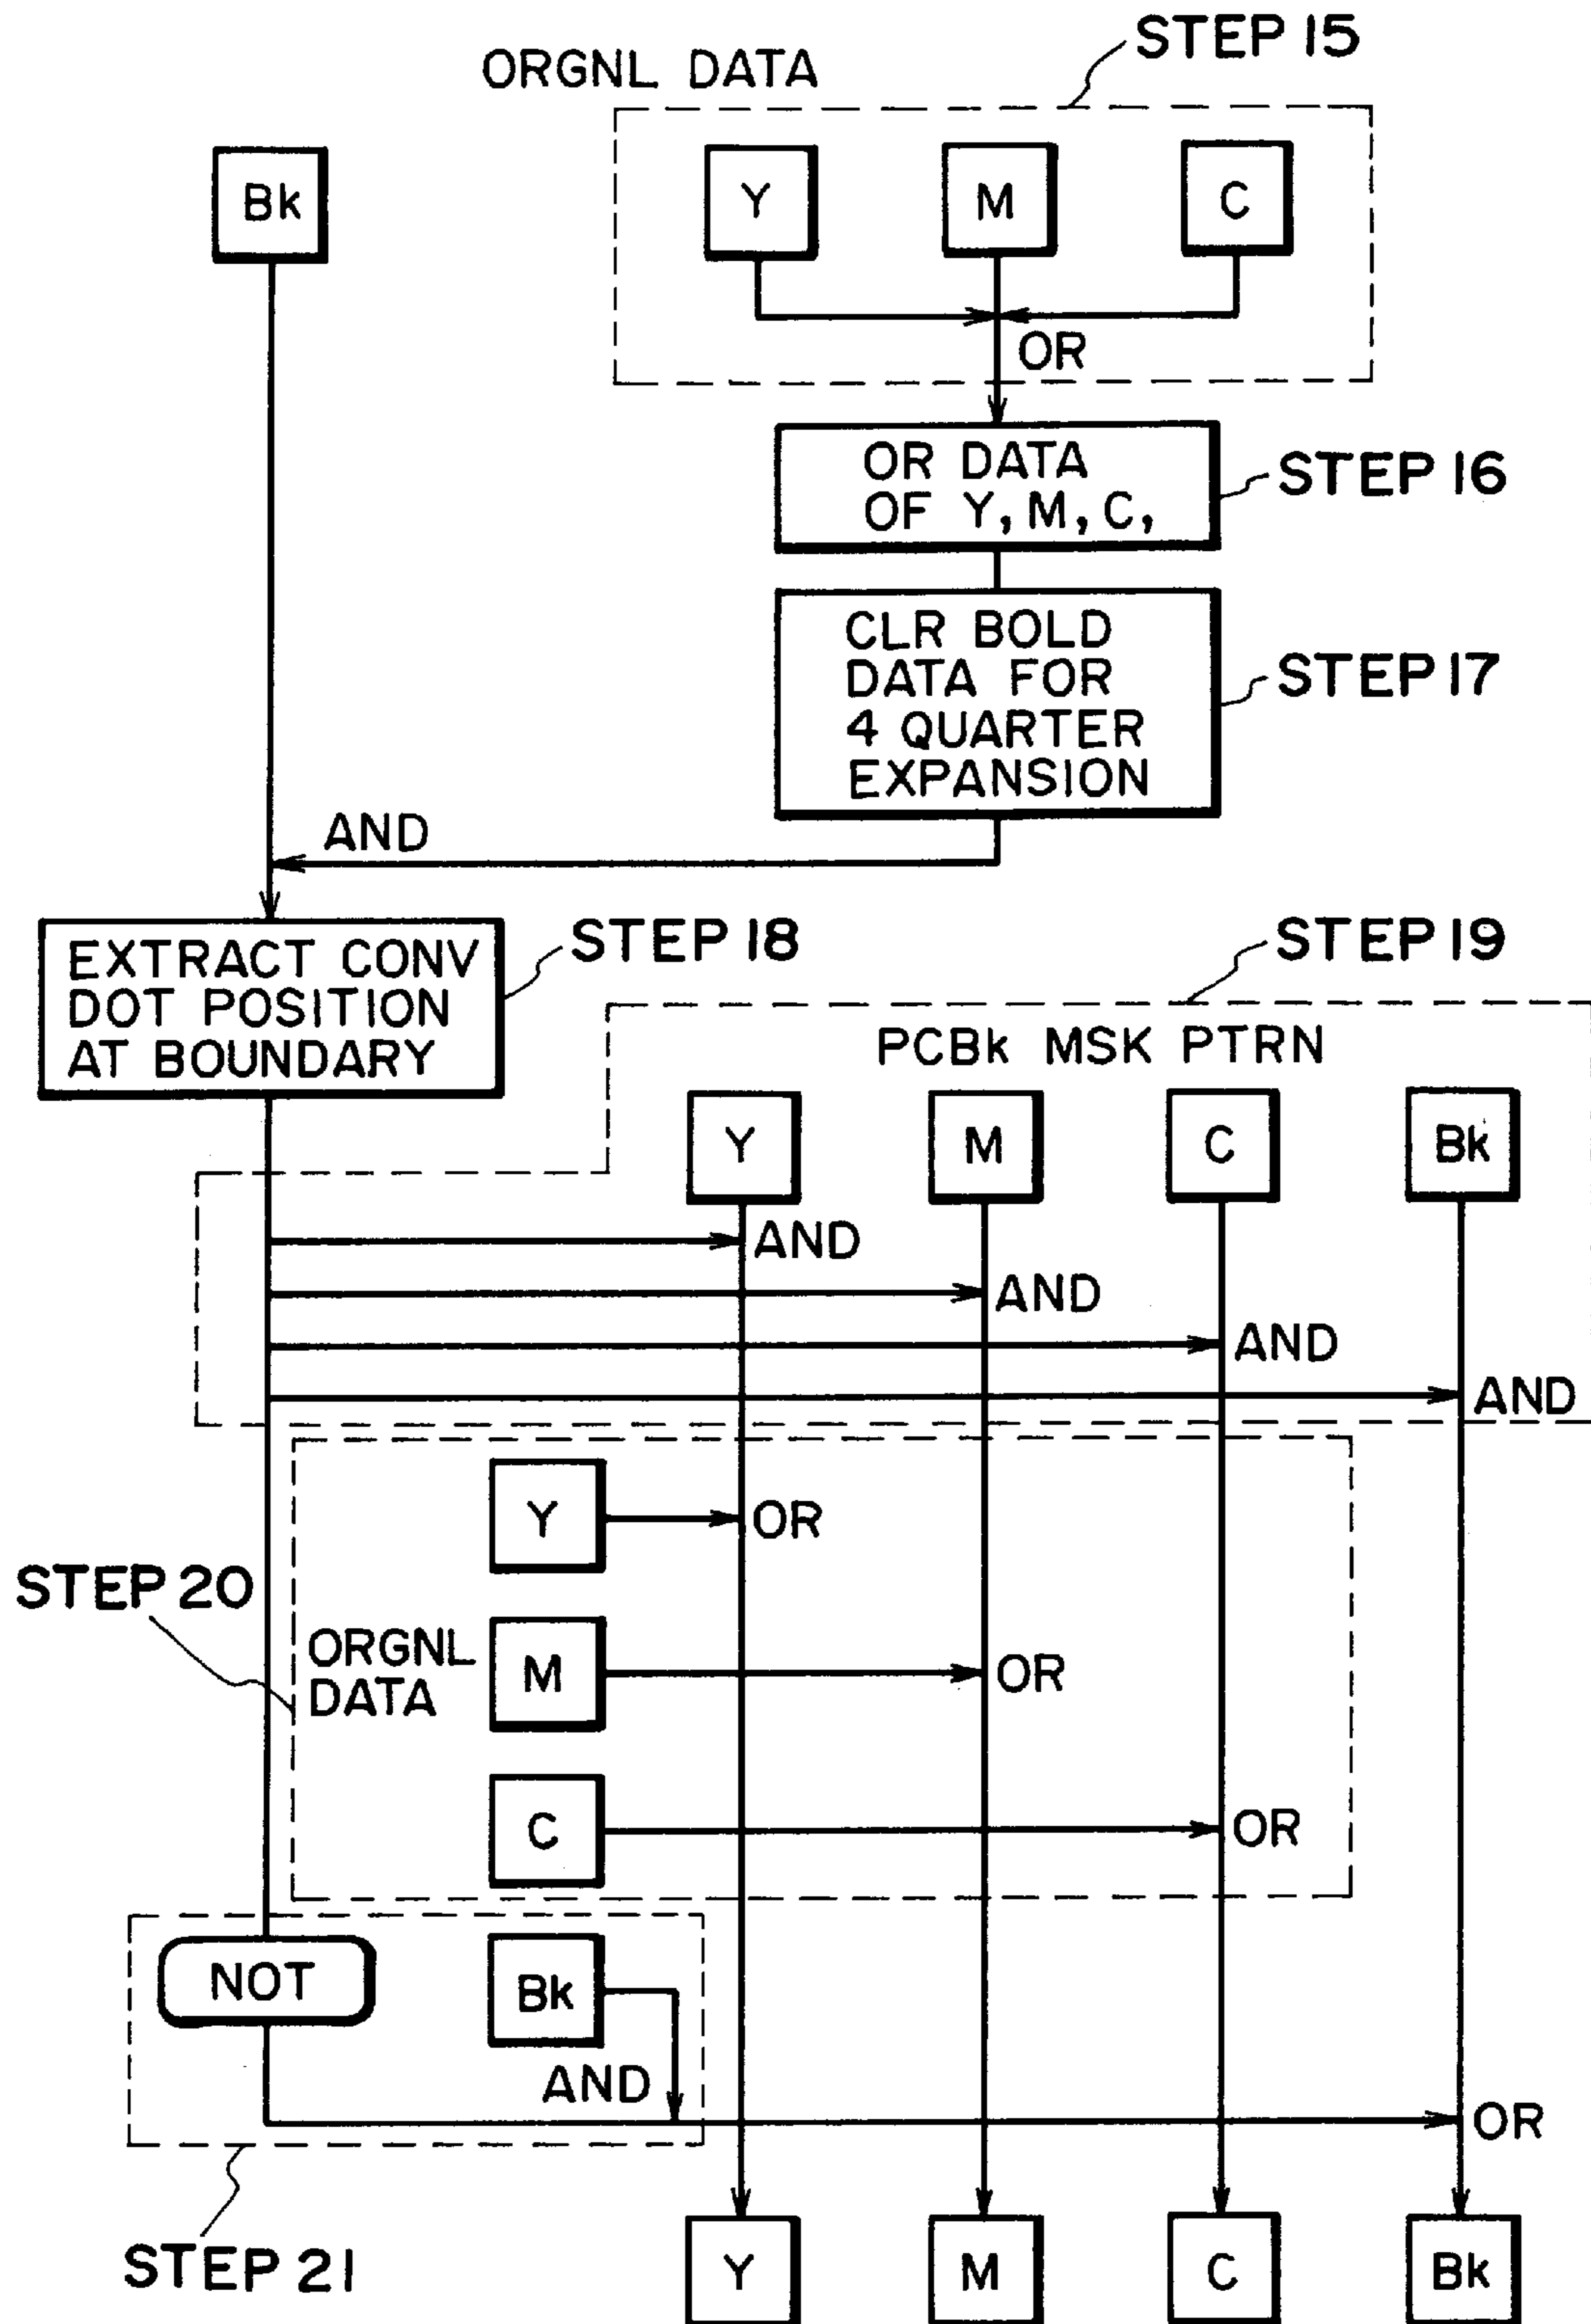 STEP 15
ORGNL DATA
Bk
Y
M
C
OR
OR DATA
OF Y, M, C,
STEP 16
CLR BOLD
DATA FOR
4 QUARTER
EXPANSION
STEP 17
AND
EXTRACT CONV
DOT POSITION
AT BOUNDARY
STEP 18
STEP 19
PCBk MSK PTRN
Y
M
C
Bk
AND
AND
AND
AND
Y
OR
STEP 20
ORGNL
DATA
M
OR
C
OR
NOT
Bk
AND
OR
STEP 21
Y
M
C
Bk